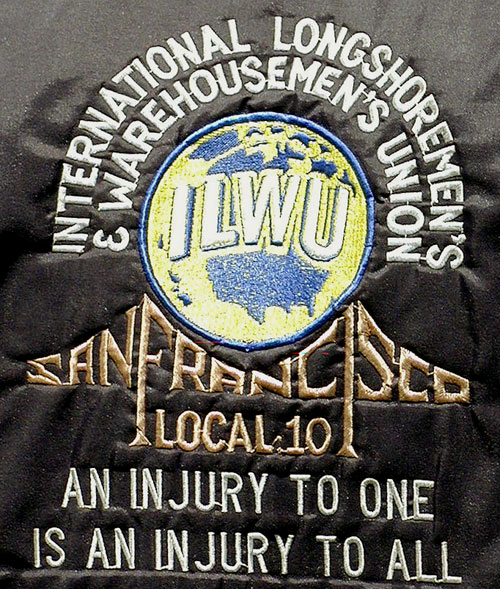 INTERNATIONAL LONGSHOREMEN'S
& WAREHOUSEMEN'S UNION
ILWU
SAN FRANCISCO
LOCAL 10
AN INJURY TO ONE
IS AN INJURY TO ALL